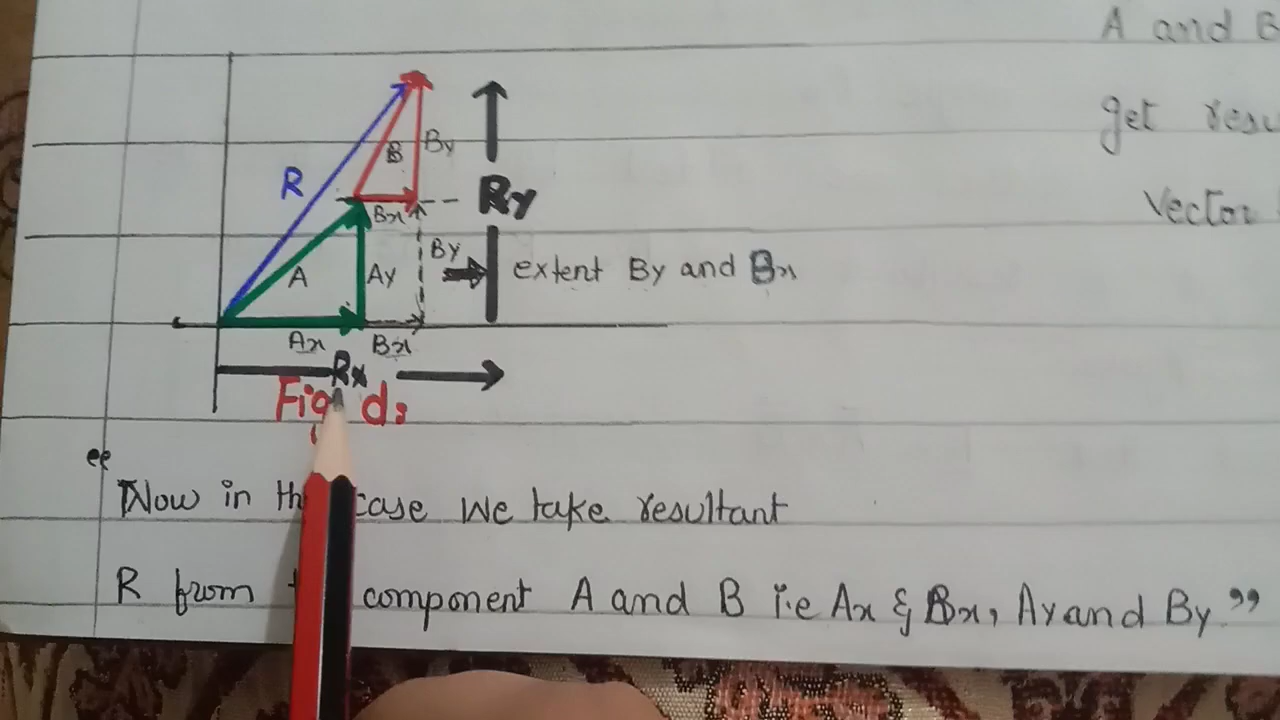 A and B
get resu
Vector
R
B
By
Ry
Bx
A
Ay
By
extent By and Bx
Ax
Bx
Rx
Fig d:
"Now in th case we take resultant
R from t component A and B i.e Ax & Bx, Ay and By."